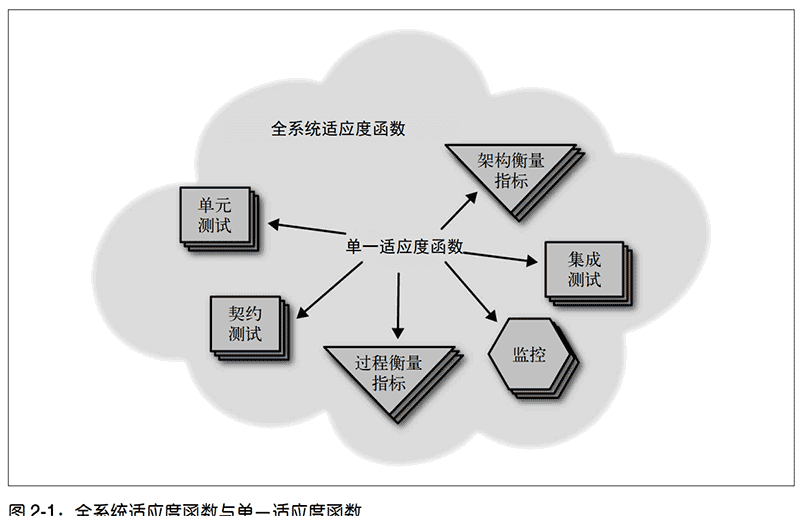 全系统适应度函数
架构衡量
指标
单元
测试
单一适应度函数
集成
测试
契约
测试
过程衡量
指标
监控
图 2-1：全系统适应度函数与单一适应度函数